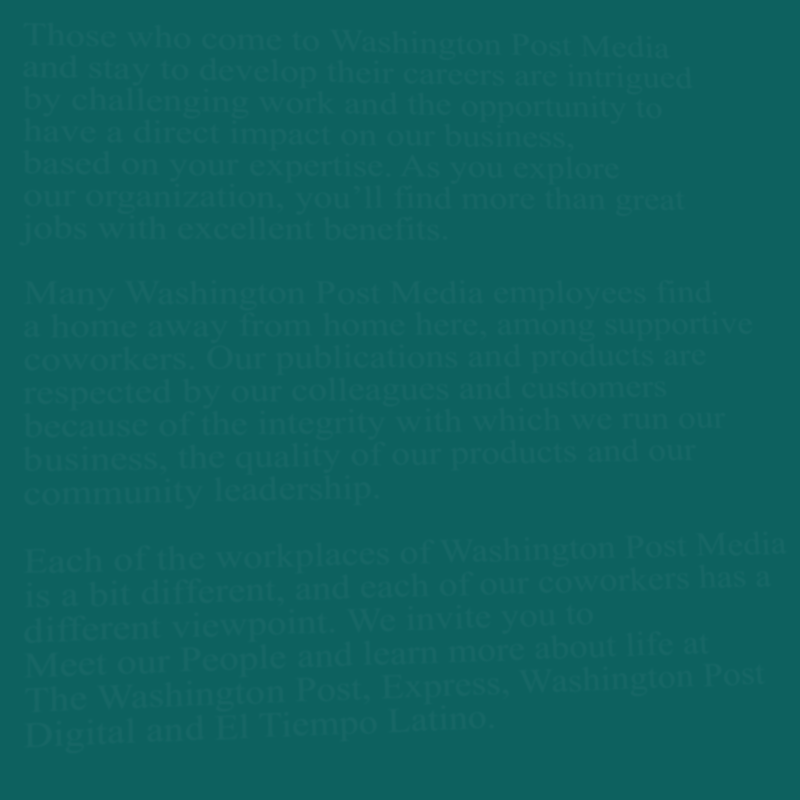 Those who come to Washington Post Media
and stay to develop their careers are intrigued
by challenging work and the opportunity to
have a direct impact on our business,
based on your expertise. As you explore
our organization, you`ll find more than great
jobs with excellent benefits.
Many Washington Post Media employees find
a home away from home here, among supportive
coworkers. Our publications and products are
respected by our colleagues and customers
because of the integrity with which we run our
business, the quality of our products and our
community leadership.
Each of the workplaces of Washington Post Media
is a bit different, and each of our coworkers has a
different viewpoint. We invite you to
Meet our People and learn more about life at
The Washington Post, Express, Washington Post
Digital and El Tiempo Latino.